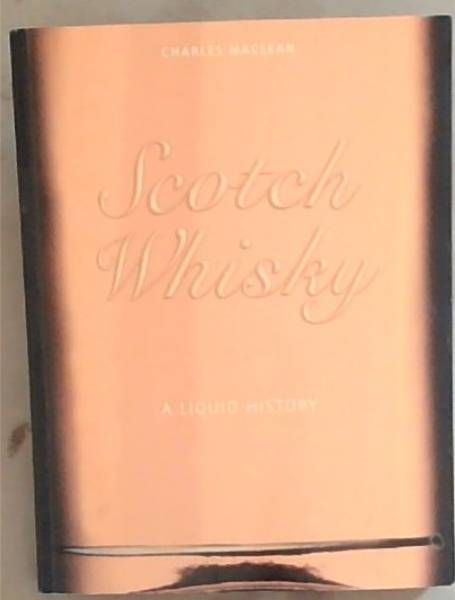 CHARLES MACLEAN
Scotch
Whisky
A LIQUID HISTORY